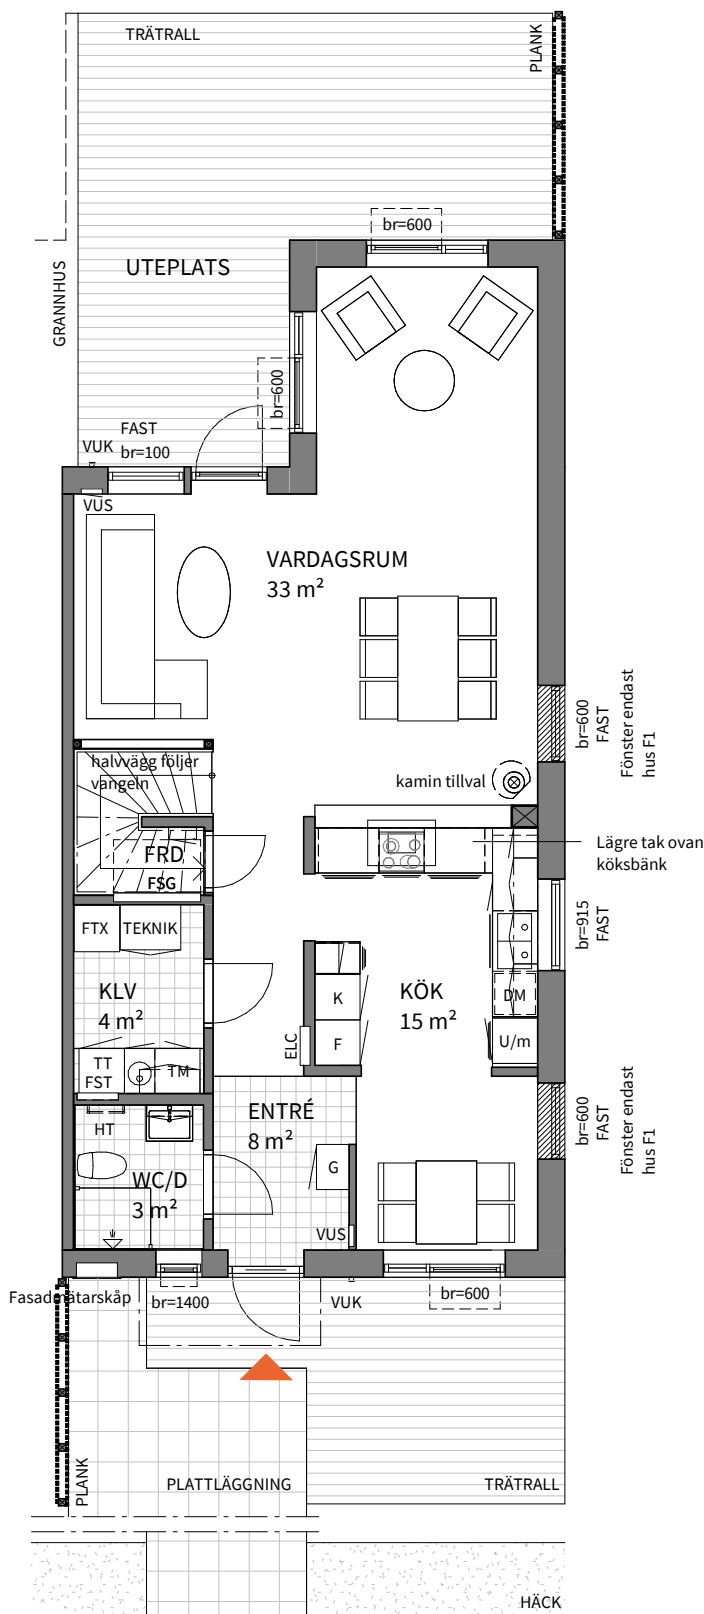 TRÄTRALL
PLANK
br=600
UTEPLATS
GRANNHUS
br=600
FAST
br=100
VUK
VUS
VARDAGSRUM
33 m²
br=600
FAST
Fönster endast
hus F1
halvvägg följer
vangeln
kamin tillval
FRD
FSG
Lägre tak ovan
köksbänk
FTX
TEKNIK
br=915
FAST
KLV
4 m²
K
KÖK
15 m²
DM
ELC
F
U/m
TT
FST
TM
ENTRÉ
8 m²
br=600
FAST
Fönster endast
hus F1
HT
G
WC/D
3 m²
VUS
Fasadmätarskåp
br=1400
VUK
br=600
PLANK
PLATTLÄGGNING
TRÄTRALL
HÄCK